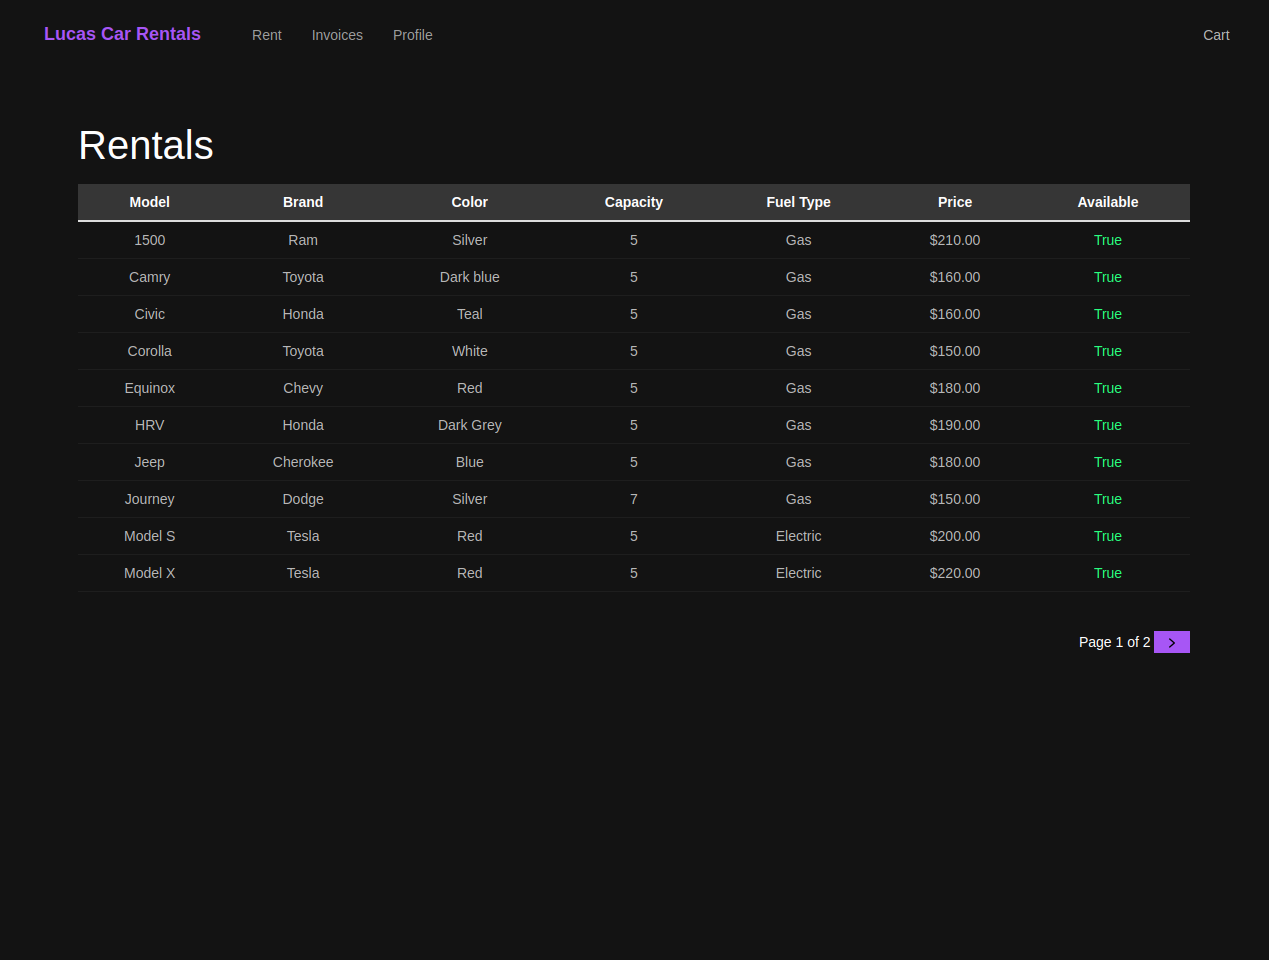 Lucas Car Rentals Rent Invoices Profile Cart
Rentals
Model Brand Color Capacity Fuel Type Price Available
1500 Ram Silver 5 Gas $210.00 True
Camry Toyota Dark blue 5 Gas $160.00 True
Civic Honda Teal 5 Gas $160.00 True
Corolla Toyota White 5 Gas $150.00 True
Equinox Chevy Red 5 Gas $180.00 True
HRV Honda Dark Grey 5 Gas $190.00 True
Jeep Cherokee Blue 5 Gas $180.00 True
Journey Dodge Silver 7 Gas $150.00 True
Model S Tesla Red 5 Electric $200.00 True
Model X Tesla Red 5 Electric $220.00 True
Page 1 of 2 >